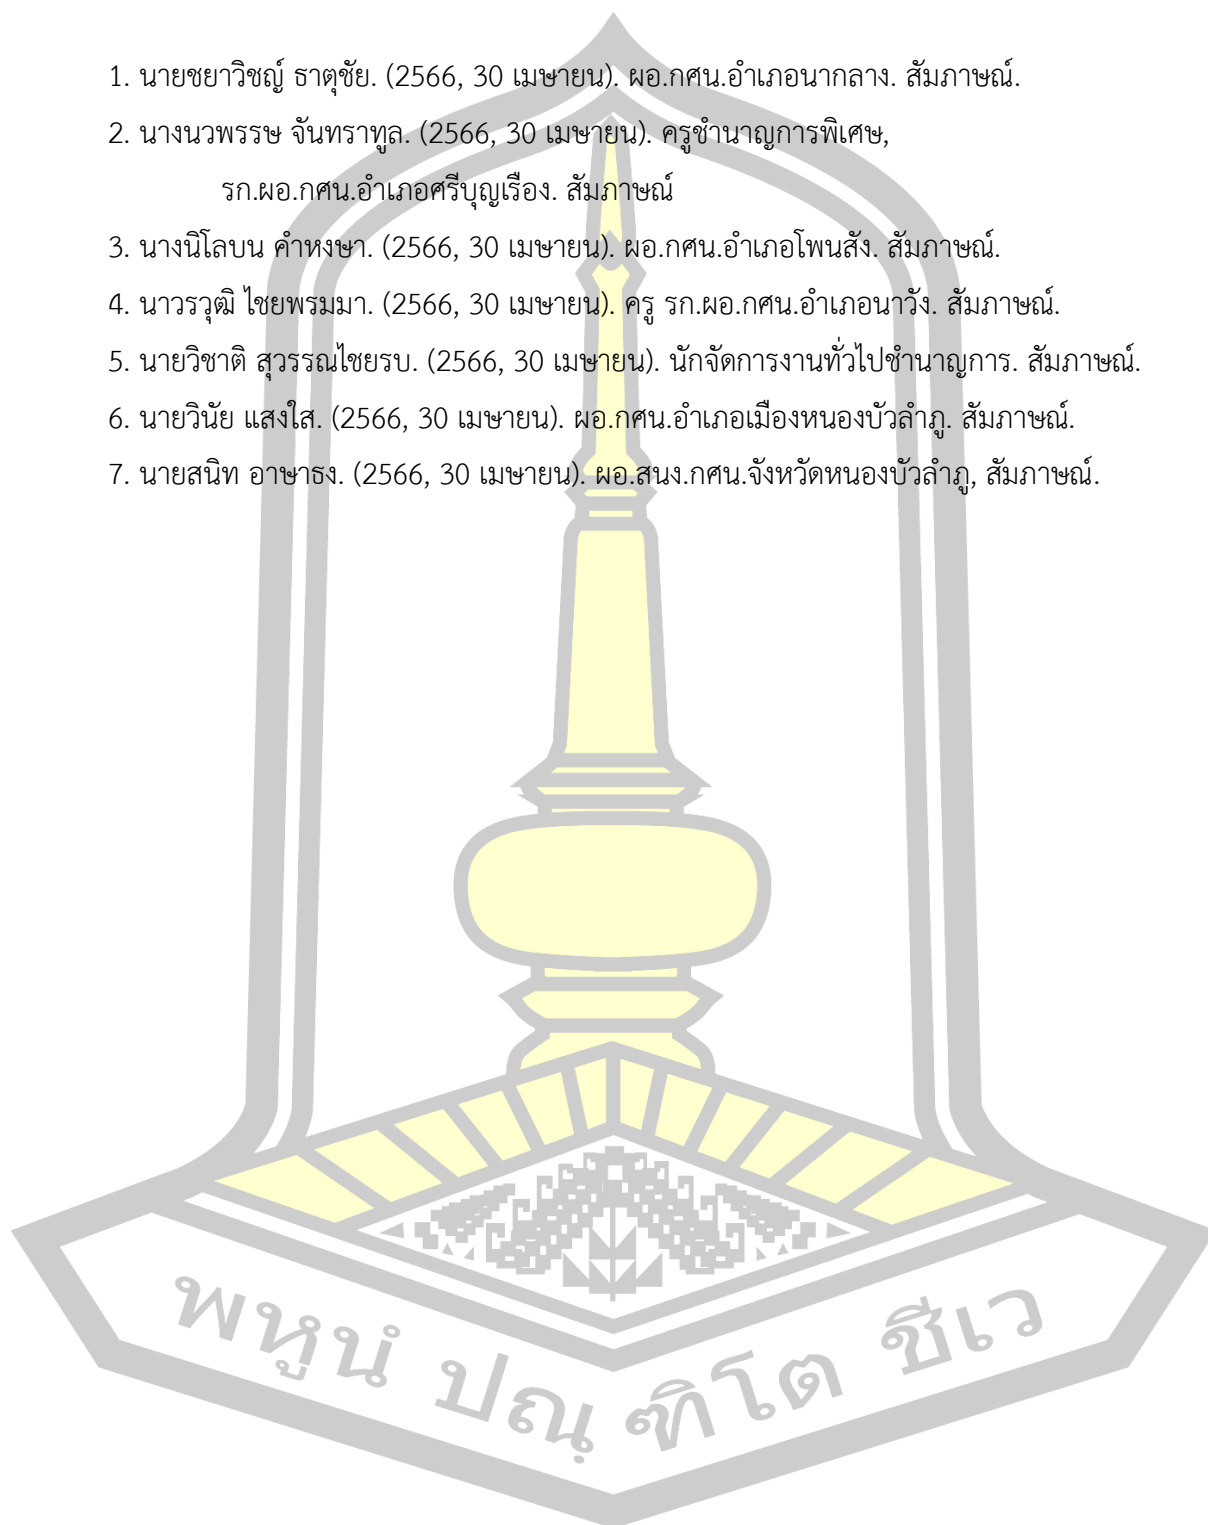 1. นายชยาวิชญ์ ธาตุชัย. (2566, 30 เมษายน). ผอ.กศน.อำเภอนากลาง. สัมภาษณ์.
2. นางนวพรรษ จันทราทูล. (2566, 30 เมษายน). ครูชำนาญการพิเศษ,
รก.ผอ.กศน.อำเภอศรีบุญเรือง. สัมภาษณ์
3. นางนิโลบน คำหงษา. (2566, 30 เมษายน). ผอ.กศน.อำเภอโพนสัง. สัมภาษณ์.
4. นาวรวุฒิ ไชยพรมมา. (2566, 30 เมษายน). ครู รก.ผอ.กศน.อำเภอนาวัง. สัมภาษณ์.
5. นายวิชาติ สุวรรณไชยรบ. (2566, 30 เมษายน). นักจัดการงานทั่วไปชำนาญการ. สัมภาษณ์.
6. นายวินัย แสงใส. (2566, 30 เมษายน). ผอ.กศน.อำเภอเมืองหนองบัวลำภู. สัมภาษณ์.
7. นายสนิท อาษาธง. (2566, 30 เมษายน). ผอ.สนง.กศน.จังหวัดหนองบัวลำภู, สัมภาษณ์.
พหูนํ ปณฺ ฑิโต ชีเว